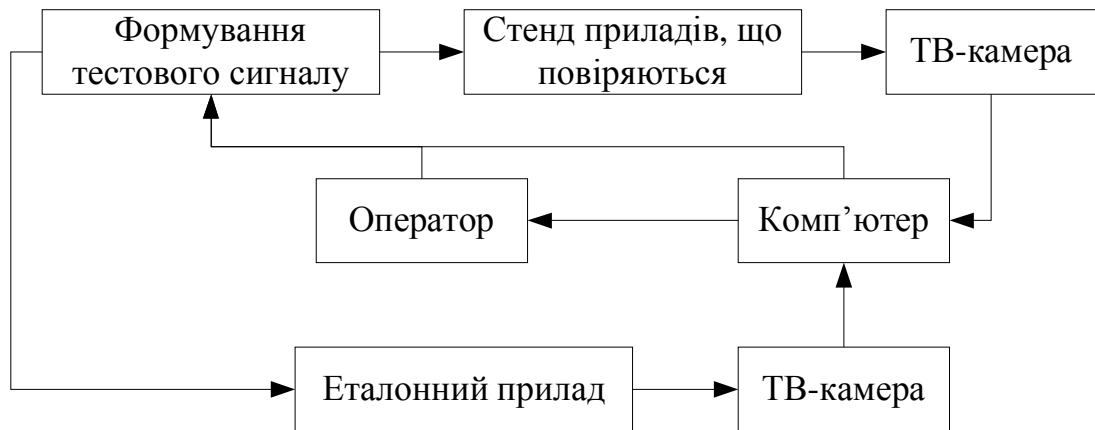 Формування
тестового сигналу
Стенд приладів, що
повіряються
ТВ-камера
Оператор
Комп’ютер
Еталонний прилад
ТВ-камера